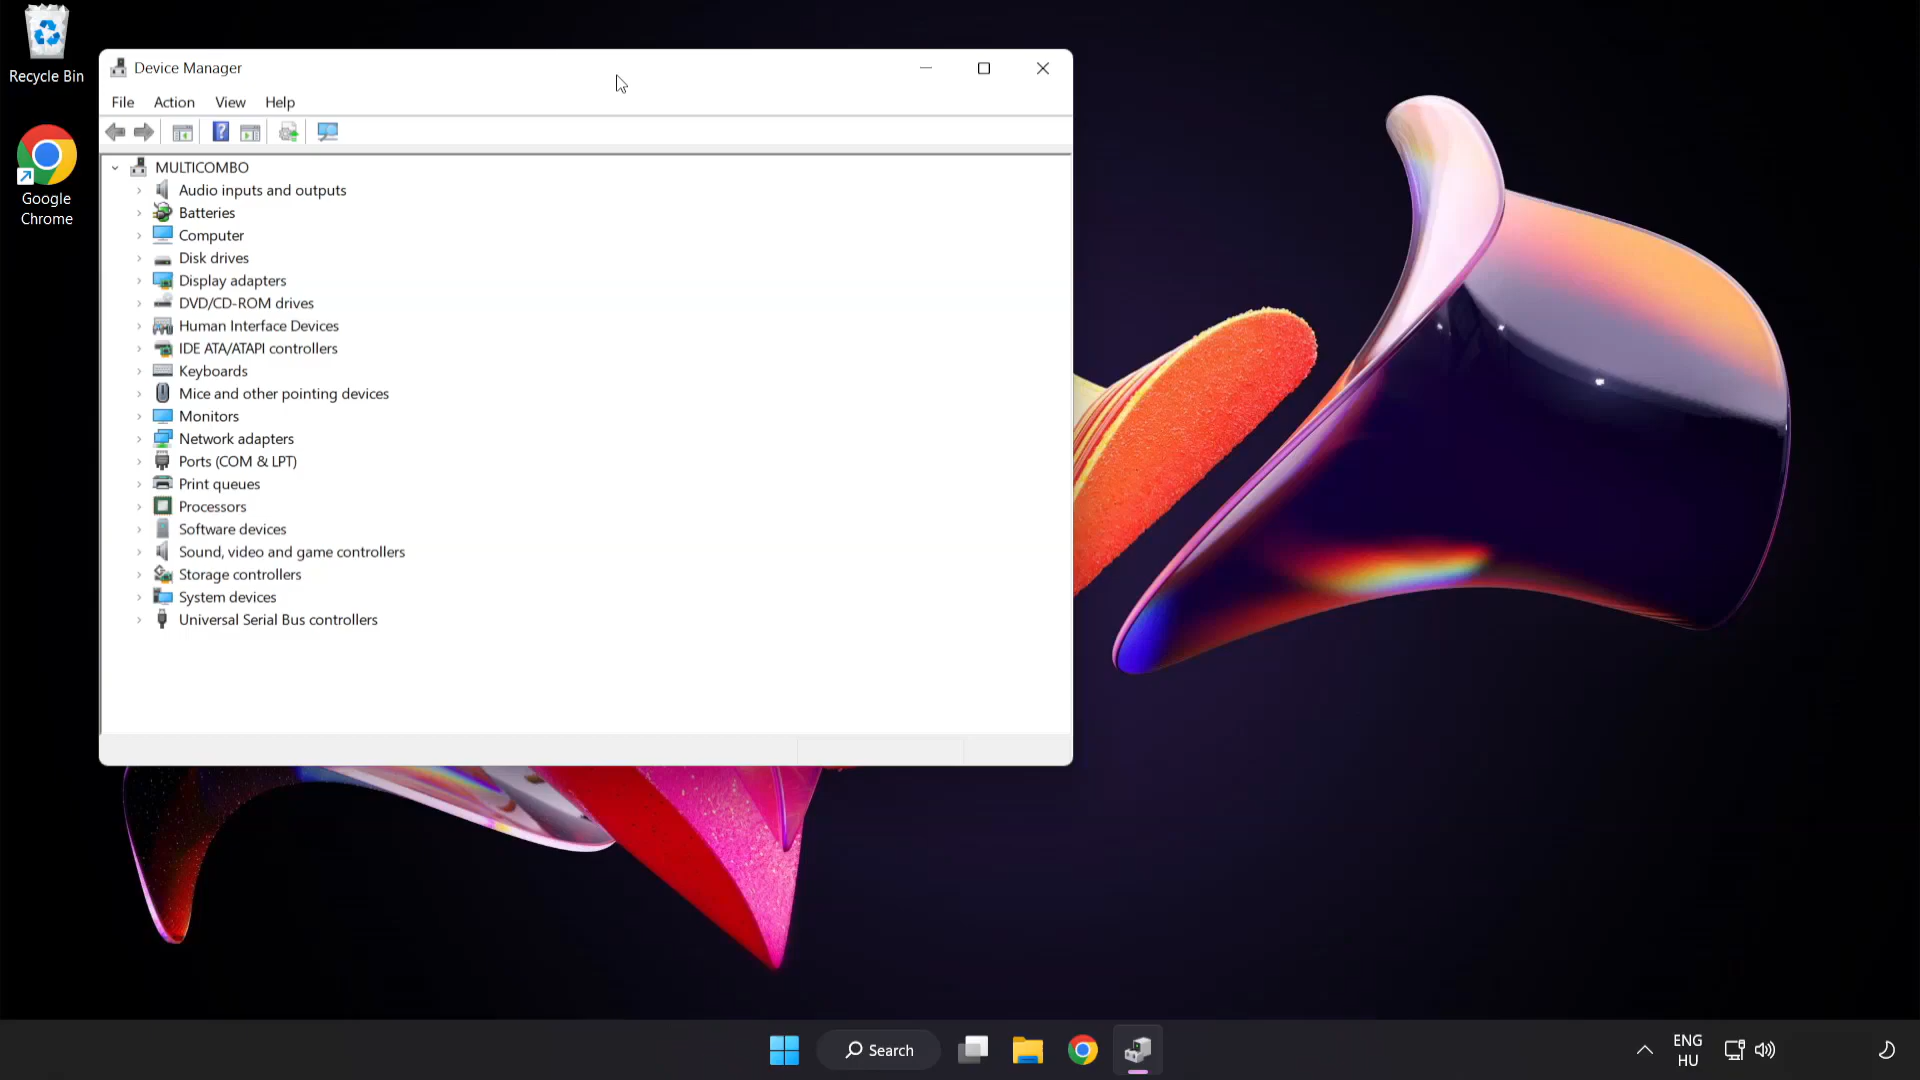 Recycle Bin
Google
Chrome
Device Manager
File Action View Help
?
MULTICOMBO
Audio inputs and outputs
Batteries
Computer
Disk drives
Display adapters
DVD/CD-ROM drives
Human Interface Devices
IDE ATA/ATAPI controllers
Keyboards
Mice and other pointing devices
Monitors
Network adapters
Ports (COM & LPT)
Print queues
Processors
Software devices
Sound, video and game controllers
Storage controllers
System devices
Universal Serial Bus controllers
Search
ENG
HU